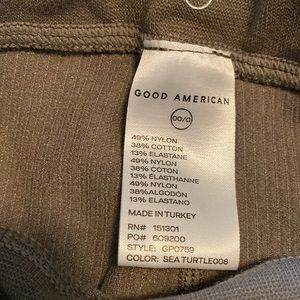 GOOD AMERICAN
00/0
49% NYLON
38% COTTON
13% ELASTANE
49% NYLON
38% COTON
13% ÉLASTHANNE
49% NYLON
38%ALGODÓN
13% ELASTANO
MADE IN TURKEY
RN# 151301
PO# 609200
STYLE: GP0759
COLOR: SEA TURTLE008